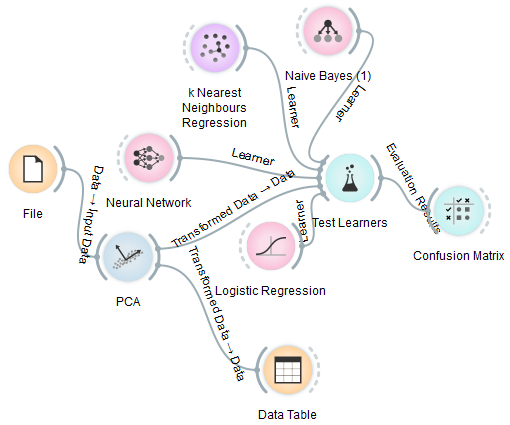 Naive Bayes (1)
k Nearest
Neighbours
Regression
Learner
Learner
Learner
Neural Network
File
Data → Input Data
Transformed Data → Data
Test Learners
Evaluation Results
Confusion Matrix
Learner
Logistic Regression
PCA
Transformed Data → Data
Data Table